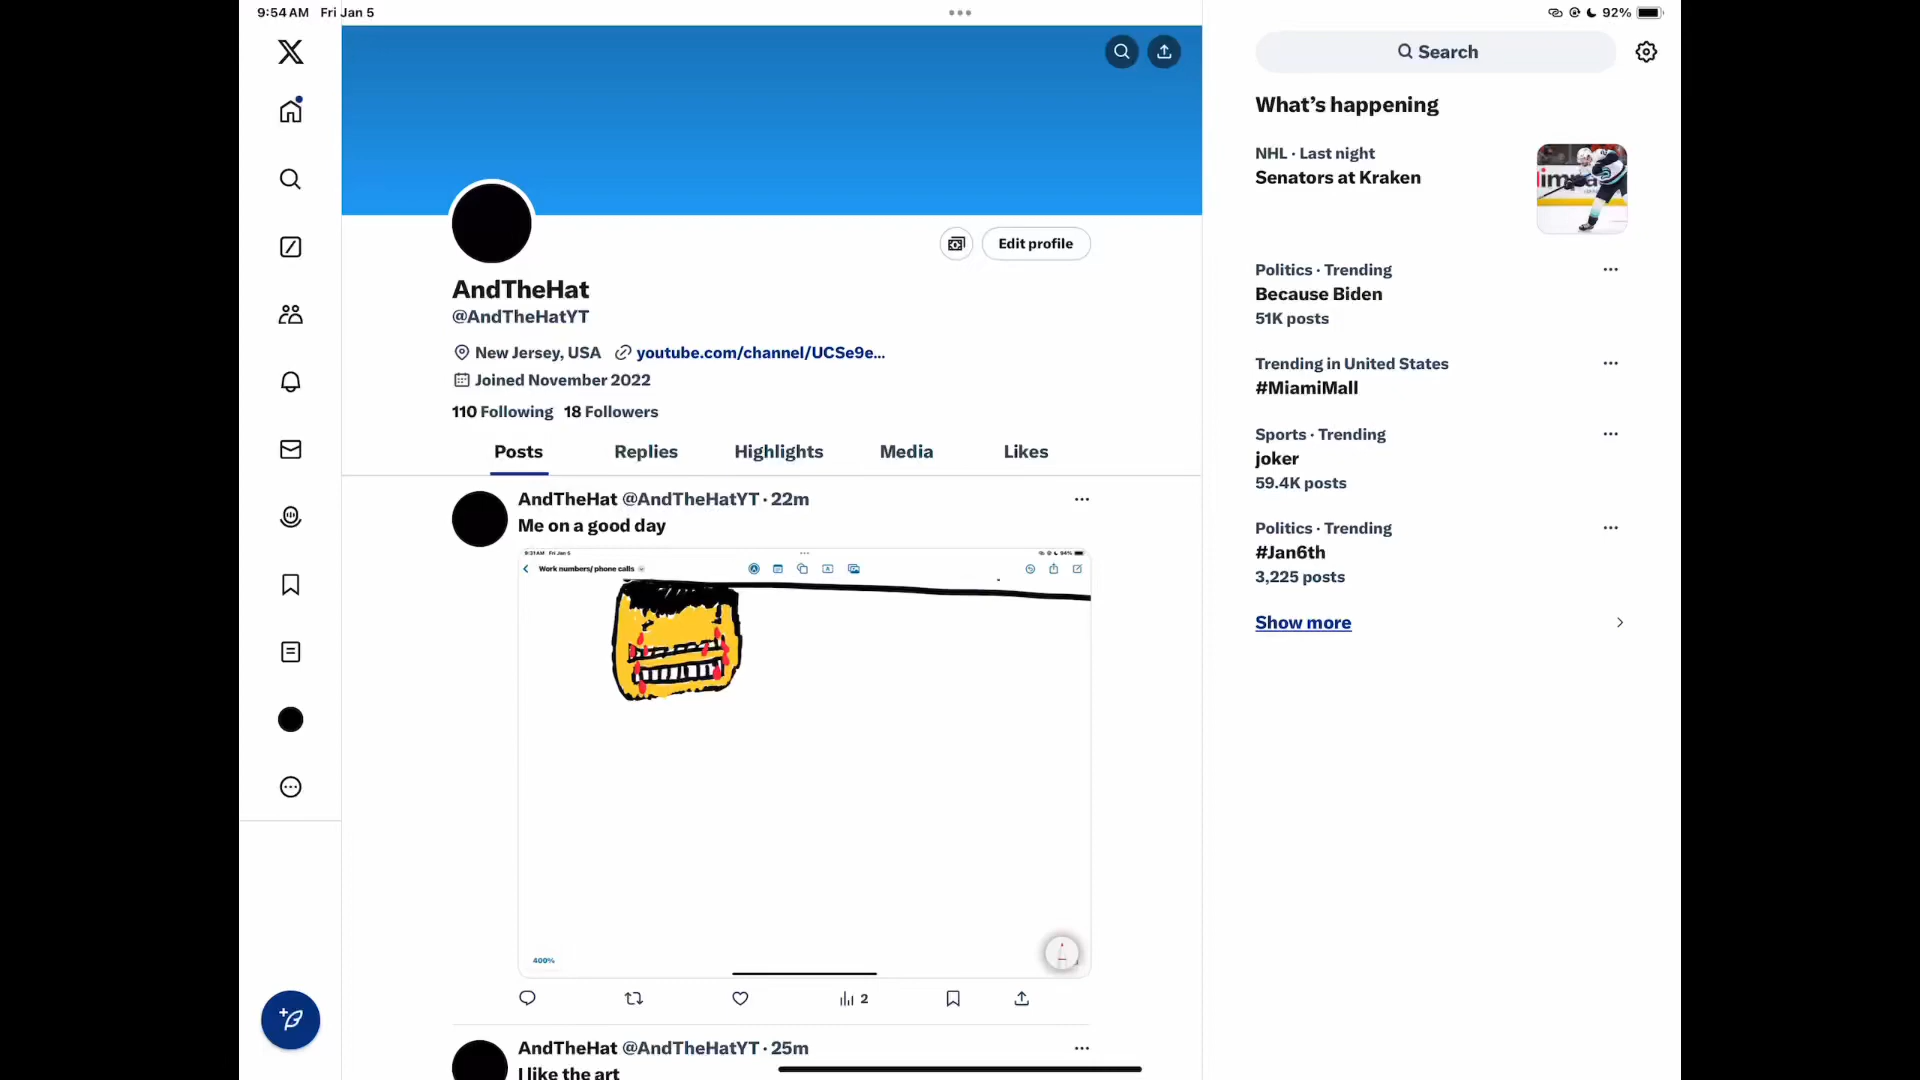 9:54 AM Fri Jan 5
92%
Search
What's happening
NHL · Last night
Senators at Kraken
Politics · Trending
Because Biden
51K posts
Trending in United States
#MiamiMall
Sports · Trending
joker
59.4K posts
Politics · Trending
#Jan6th
3,225 posts
Show more
Edit profile
AndTheHat
@AndTheHatYT
New Jersey, USA youtube.com/channel/UCSe9e...
Joined November 2022
110 Following 18 Followers
Posts Replies Highlights Media Likes
AndTheHat @AndTheHatYT · 22m
Me on a good day
9:31 AM Fri Jan 5
94%
Work numbers/ phone calls
400%
2
AndTheHat @AndTheHatYT · 25m
I like the art